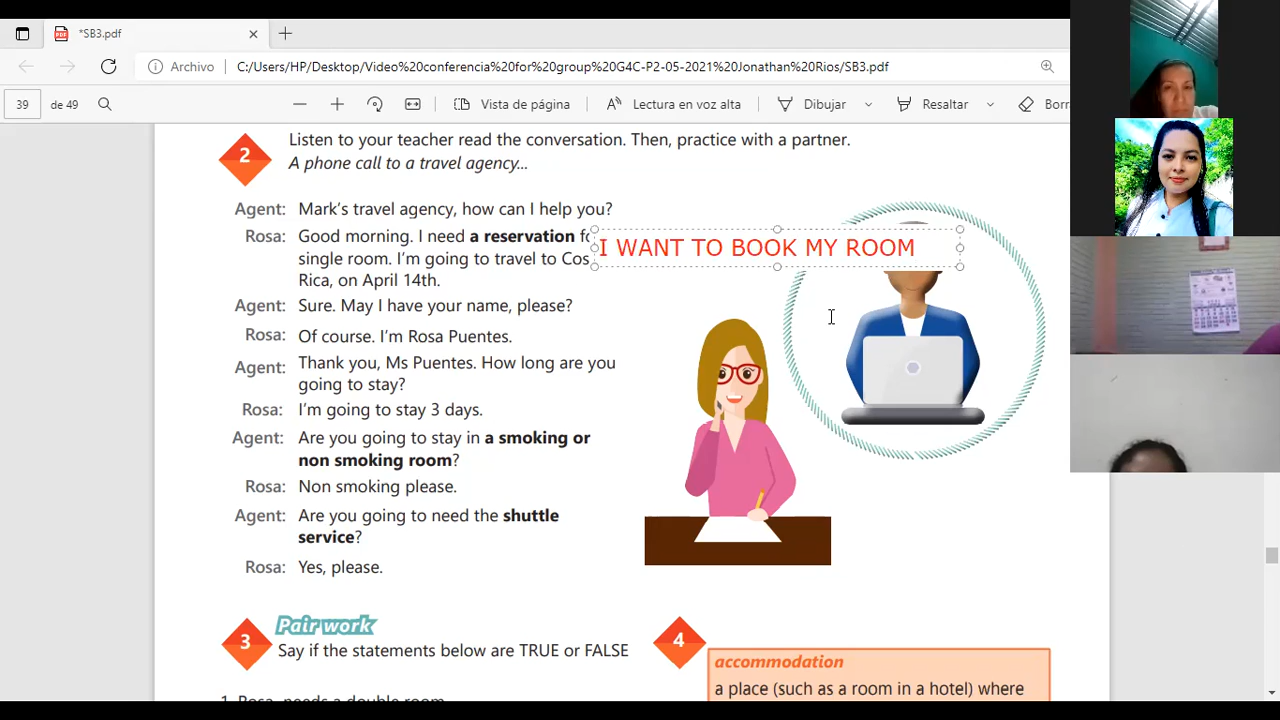 *SB3.pdf
Archivo C:/Users/HP/Desktop/Video%20conferencia%20for%20group%20G4C-P2-05-2021%20Jonathan%20Rios/SB3.pdf
39 de 49 Vista de página Lectura en voz alta Dibujar Resaltar Borr
2 Listen to your teacher read the conversation. Then, practice with a partner.
A phone call to a travel agency...
Agent: Mark's travel agency, how can I help you?
Rosa: Good morning. I need a reservation
I WANT TO BOOK MY ROOM
single room. I'm going to travel to Cos
Rica, on April 14th.
Agent: Sure. May I have your name, please?
Rosa: Of course. I'm Rosa Puentes.
Agent: Thank you, Ms Puentes. How long are you
going to stay?
Rosa: I'm going to stay 3 days.
Agent: Are you going to stay in a smoking or
non smoking room?
Rosa: Non smoking please.
Agent: Are you going to need the shuttle
service?
Rosa: Yes, please.
3 Pair work
Say if the statements below are TRUE or FALSE
1. Rosa needs a double room
4
accommodation
a place (such as a room in a hotel) where